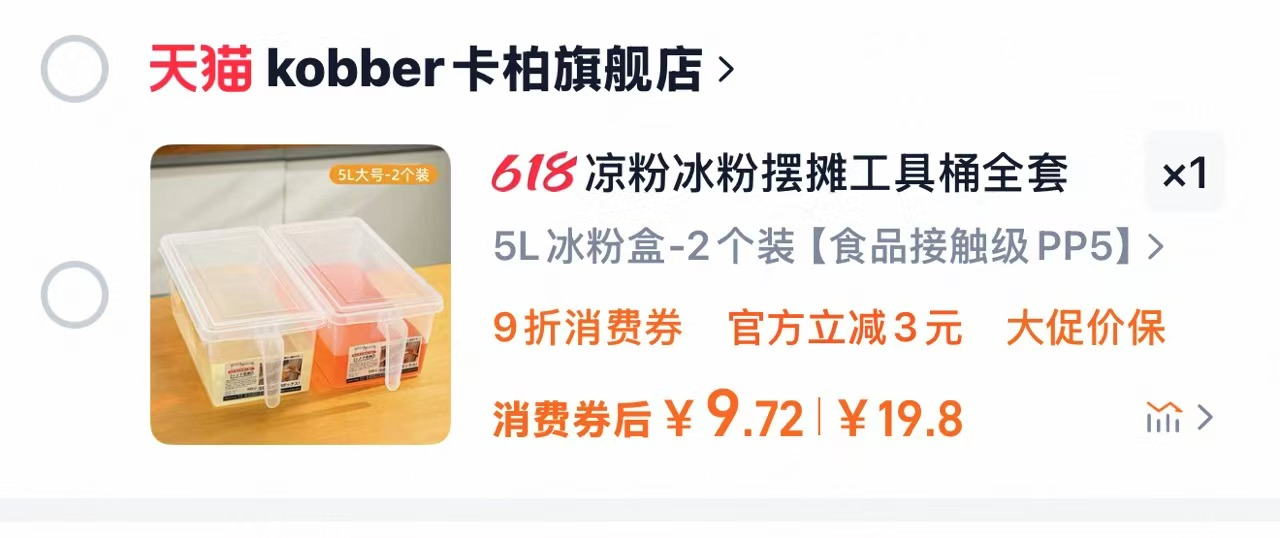 天猫 kobber卡柏旗舰店
5L大号-2个装
618 凉粉冰粉摆摊工具桶全套 ×1
5L冰粉盒-2个装【食品接触级PP5】
9折消费券 官方立减3元 大促价保
消费券后¥9.72 ¥19.8